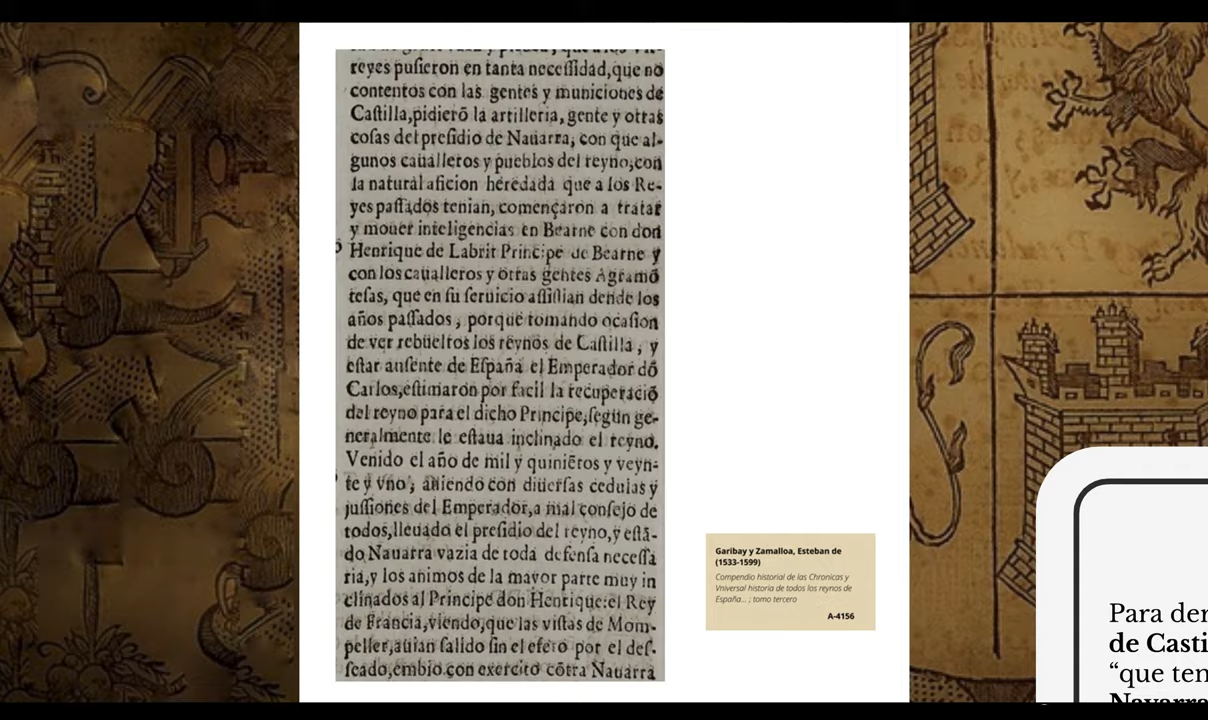 reyes pusieron en tanta necessidad,que no
contentos con las gentes y municiones de
Castilla,pidierõ la artilleria, gente y otras
cosas del presidio de Nauarra, con que al-
gunos caualleros y pueblos del reyno,con
la natural aficion heredada que a los Re-
yes passados tenian, començaron a tratar
y mouer inteligencias en Bearne con don
Henrique de Labrit Principe de Bearne y
con los caualleros y otras gentes Agramõ
tesas, que en su seruicio assistian dende los
años passados, porque tomando ocasion
de ver rebueltos los reynos de Castilla, y
estar ausente de España el Emperador dõ
Carlos,estimaron por facil la recuperaciõ
del reyno para el dicho Principe,segun ge-
neralmente le estaua inclinado el reyno.
Venido el año de mil y quiniẽtos y veyn-
te y vno, auiendo con diuersas cedulas y
jussiones del Emperador,a mal consejo de
todos,lleuado el presidio del reyno,y estã-
do Nauarra vazia de toda defensa necessa
ria,y los animos de la mayor parte muy in
clinados al Principe don Henrique:el Rey
de Francia,viendo,que las vistas de Mom-
peller,auian salido sin el efeto por el des-
seado,embio con exercito cõtra Nauarra
Garibay y Zamalloa, Esteban de
(1533-1599)
Compendio historial de las Chronicas y
Vniversal historia de todos los reynos de
España... ; tomo tercero
A-4156
Para der
de Casti
“que ten
Navarra